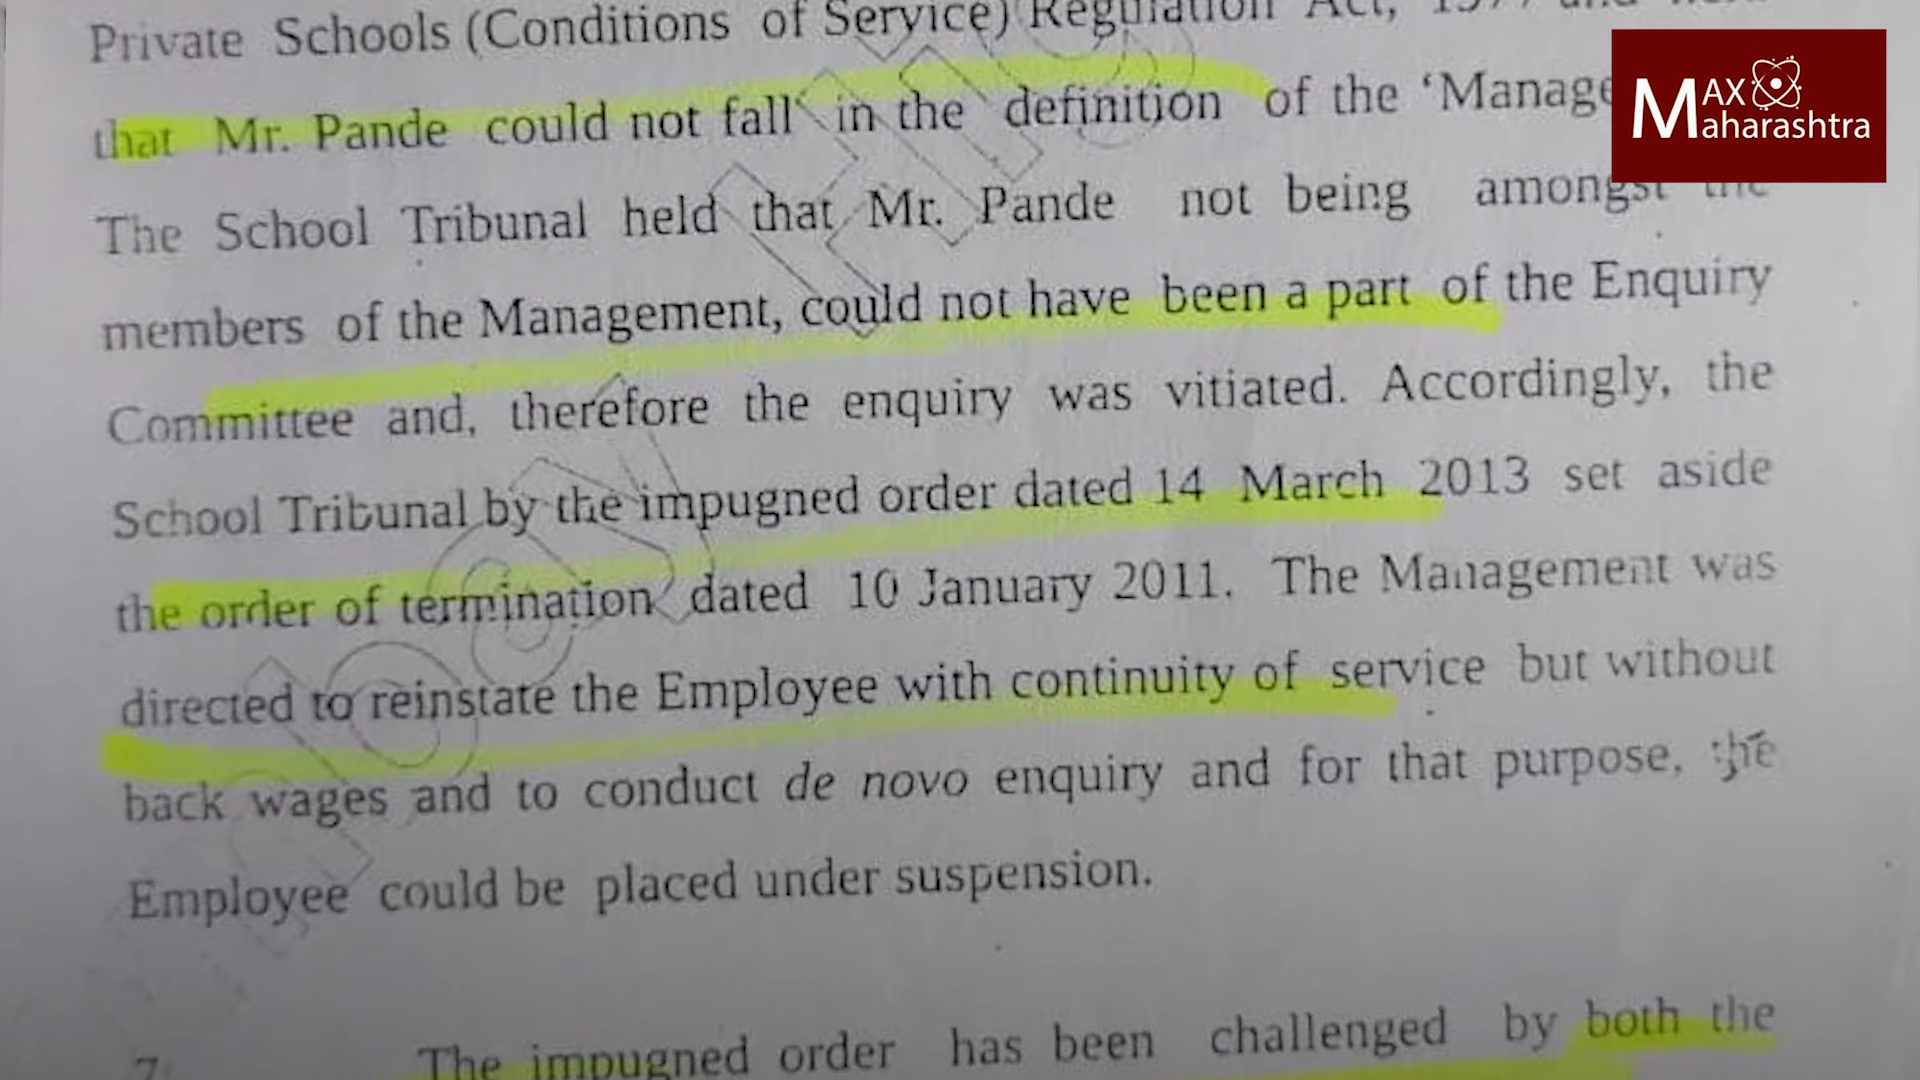 Private Schools (Conditions of Service) Regulation Act, 1977 and
that Mr. Pande could not fall in the definition of the ‘Manage
MAX
Maharashtra
The School Tribunal held that Mr. Pande not being amongst the
members of the Management, could not have been a part of the Enquiry
Committee and, therefore the enquiry was vitiated. Accordingly, the
School Tribunal by the impugned order dated 14 March 2013 set aside
the order of termination dated 10 January 2011. The Management was
directed to reinstate the Employee with continuity of service but without
back wages and to conduct de novo enquiry and for that purpose, the
Employee could be placed under suspension.
7. The impugned order has been challenged by both the